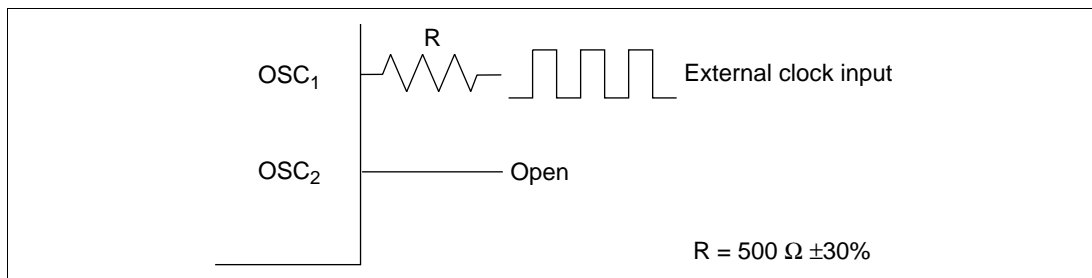 R
OSC₁
External clock input
OSC₂
Open
R = 500 Ω ±30%